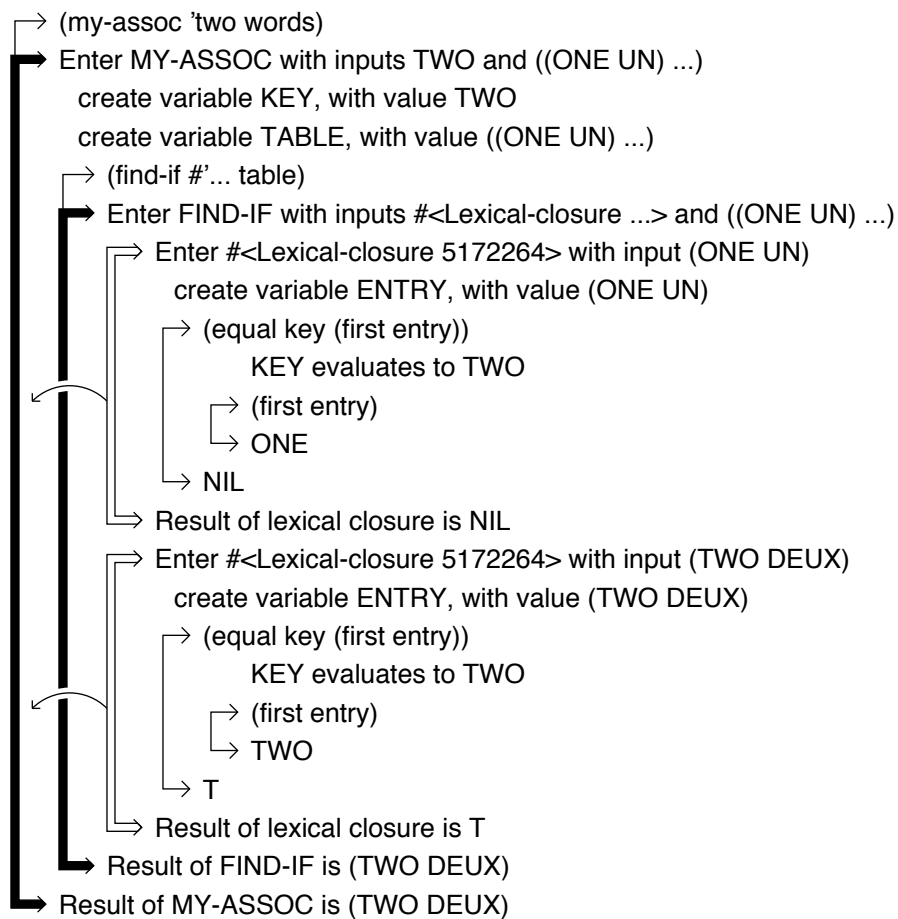 (my-assoc 'two words)
Enter MY-ASSOC with inputs TWO and ((ONE UN) ...)
create variable KEY, with value TWO
create variable TABLE, with value ((ONE UN) ...)
(find-if #'... table)
Enter FIND-IF with inputs #<Lexical-closure ...> and ((ONE UN) ...)
Enter #<Lexical-closure 5172264> with input (ONE UN)
create variable ENTRY, with value (ONE UN)
(equal key (first entry))
KEY evaluates to TWO
(first entry)
ONE
NIL
Result of lexical closure is NIL
Enter #<Lexical-closure 5172264> with input (TWO DEUX)
create variable ENTRY, with value (TWO DEUX)
(equal key (first entry))
KEY evaluates to TWO
(first entry)
TWO
T
Result of lexical closure is T
Result of FIND-IF is (TWO DEUX)
Result of MY-ASSOC is (TWO DEUX)